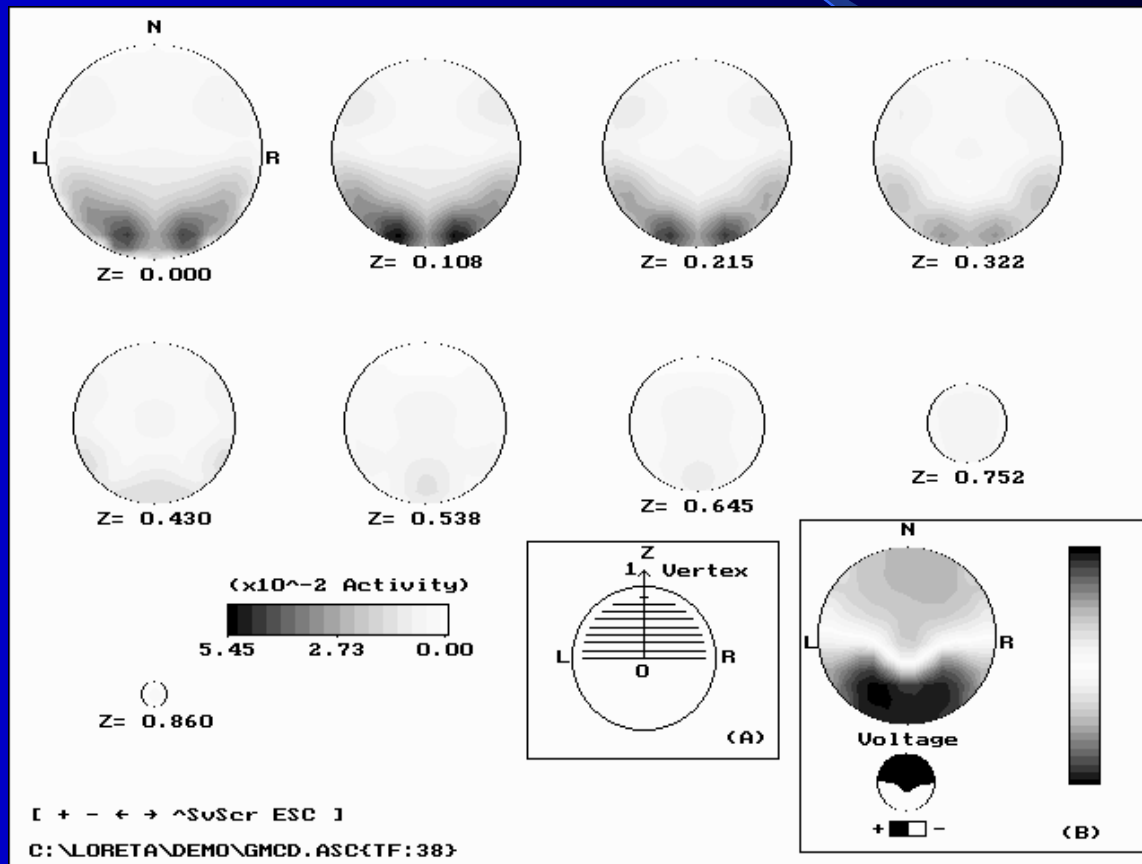 N
L R
Z= 0.000 Z= 0.108 Z= 0.215 Z= 0.322
Z= 0.430 Z= 0.538 Z= 0.645 Z= 0.752
(x10^-2 Activity)
5.45 2.73 0.00
Z= 0.860
Z
1 Vertex
L R
0
(A)
N
L R
Voltage
+ -
(B)
[ + - ← → ^SvScr ESC ]
C:\LORETA\DEMO\GMCD.ASC{TF:38}